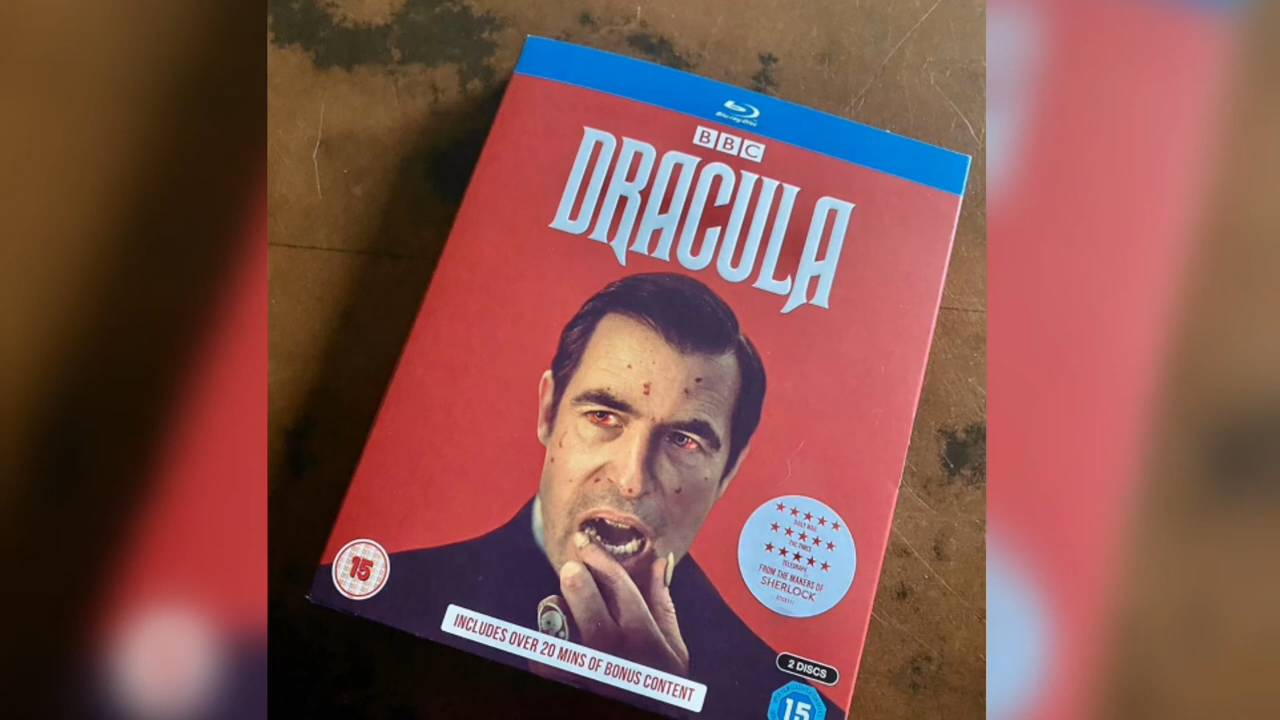 Blu-ray Disc
BBC
DRACULA
★★★★★
DAILY MAIL
★★★★★
THE TIMES
★★★★★
TELEGRAPH
FROM THE MAKERS OF
SHERLOCK
15
INCLUDES OVER 20 MINS OF BONUS CONTENT
2 DISCS
15